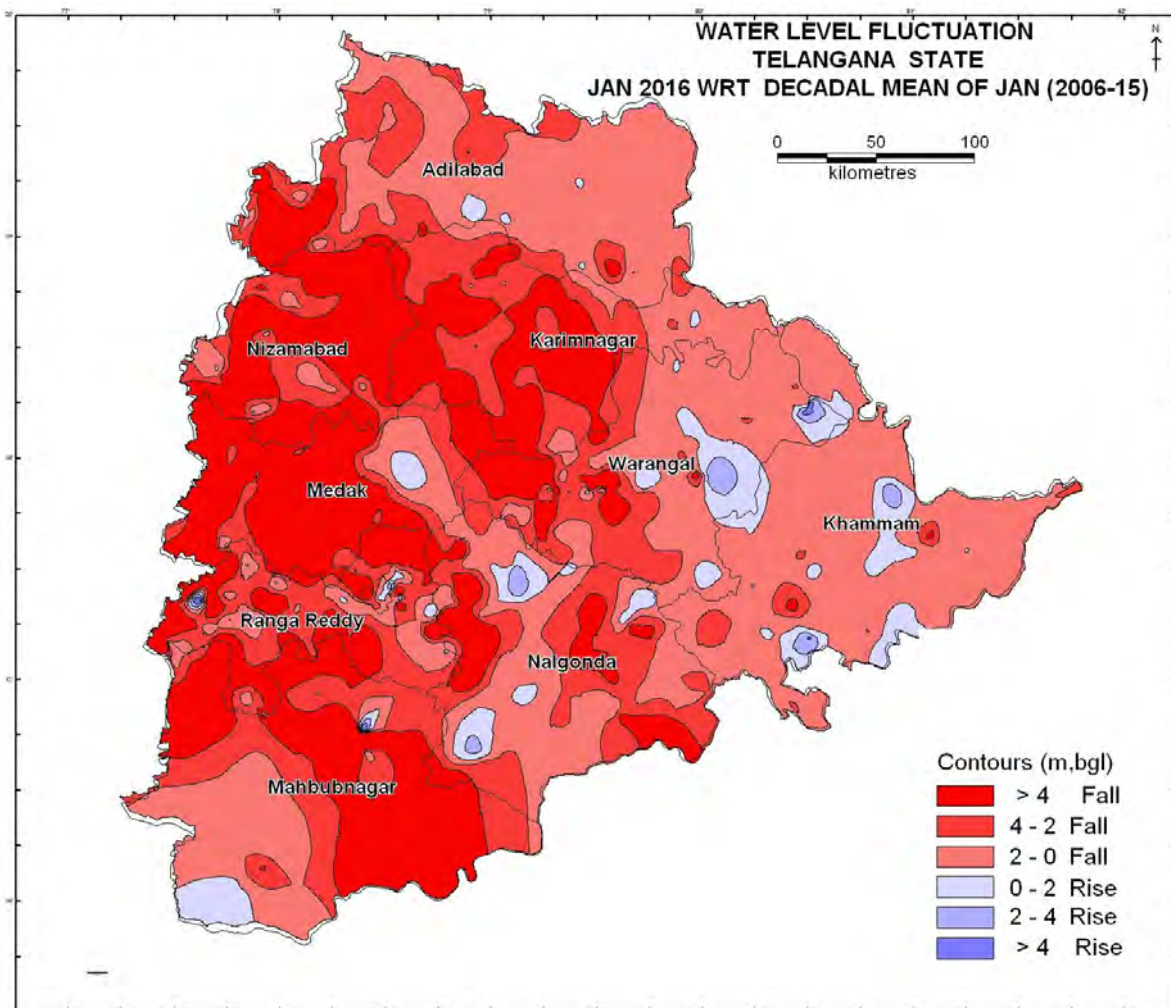 WATER LEVEL FLUCTUATION
TELANGANA STATE
JAN 2016 WRT DECADAL MEAN OF JAN (2006-15)
N
0 50 100
kilometres
Adilabad
Nizamabad
Karimnagar
Warangal
Medak
Khammam
Ranga Reddy
Nalgonda
Mahbubnagar
Contours (m,bgl)
> 4 Fall
4 - 2 Fall
2 - 0 Fall
0 - 2 Rise
2 - 4 Rise
> 4 Rise